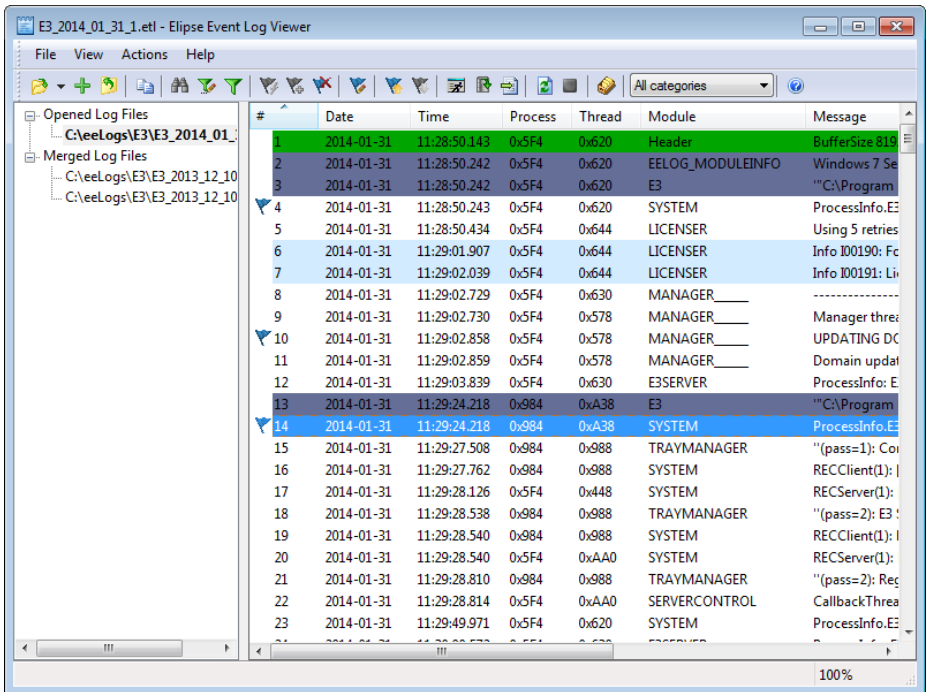 E3_2014_01_31_1.etl - Elipse Event Log Viewer
File View Actions Help
All categories
Opened Log Files
C:\eeLogs\E3\E3_2014_01_
Merged Log Files
C:\eeLogs\E3\E3_2013_12_10
C:\eeLogs\E3\E3_2013_12_10
# Date Time Process Thread Module Message
1 2014-01-31 11:28:50.143 0x5F4 0x620 Header BufferSize 819
2 2014-01-31 11:28:50.242 0x5F4 0x620 EELOG_MODULEINFO Windows 7 Se
3 2014-01-31 11:28:50.242 0x5F4 0x620 E3 '"C:\Program
4 2014-01-31 11:28:50.243 0x5F4 0x620 SYSTEM ProcessInfo.E3
5 2014-01-31 11:28:50.434 0x5F4 0x644 LICENSER Using 5 retries
6 2014-01-31 11:29:01.907 0x5F4 0x644 LICENSER Info I00190: Fc
7 2014-01-31 11:29:02.039 0x5F4 0x644 LICENSER Info I00191: Li
8 2014-01-31 11:29:02.729 0x5F4 0x630 MANAGER_____ ---------------
9 2014-01-31 11:29:02.730 0x5F4 0x578 MANAGER_____ Manager threa
10 2014-01-31 11:29:02.858 0x5F4 0x578 MANAGER_____ UPDATING DO
11 2014-01-31 11:29:02.859 0x5F4 0x578 MANAGER_____ Domain updat
12 2014-01-31 11:29:03.839 0x5F4 0x630 E3SERVER ProcessInfo: E
13 2014-01-31 11:29:24.218 0x984 0xA38 E3 '"C:\Program
14 2014-01-31 11:29:24.218 0x984 0xA38 SYSTEM ProcessInfo.E3
15 2014-01-31 11:29:27.508 0x984 0x988 TRAYMANAGER "(pass=1): Co
16 2014-01-31 11:29:27.762 0x984 0x988 SYSTEM RECClient(1):
17 2014-01-31 11:29:28.126 0x5F4 0x448 SYSTEM RECServer(1):
18 2014-01-31 11:29:28.538 0x984 0x988 TRAYMANAGER "(pass=2): E3
19 2014-01-31 11:29:28.540 0x984 0x988 SYSTEM RECClient(1):
20 2014-01-31 11:29:28.540 0x5F4 0xAA0 SYSTEM RECServer(1):
21 2014-01-31 11:29:28.810 0x984 0x988 TRAYMANAGER "(pass=2): Reg
22 2014-01-31 11:29:28.814 0x5F4 0xAA0 SERVERCONTROL CallbackThrea
23 2014-01-31 11:29:49.971 0x5F4 0x620 SYSTEM ProcessInfo.E3
100%